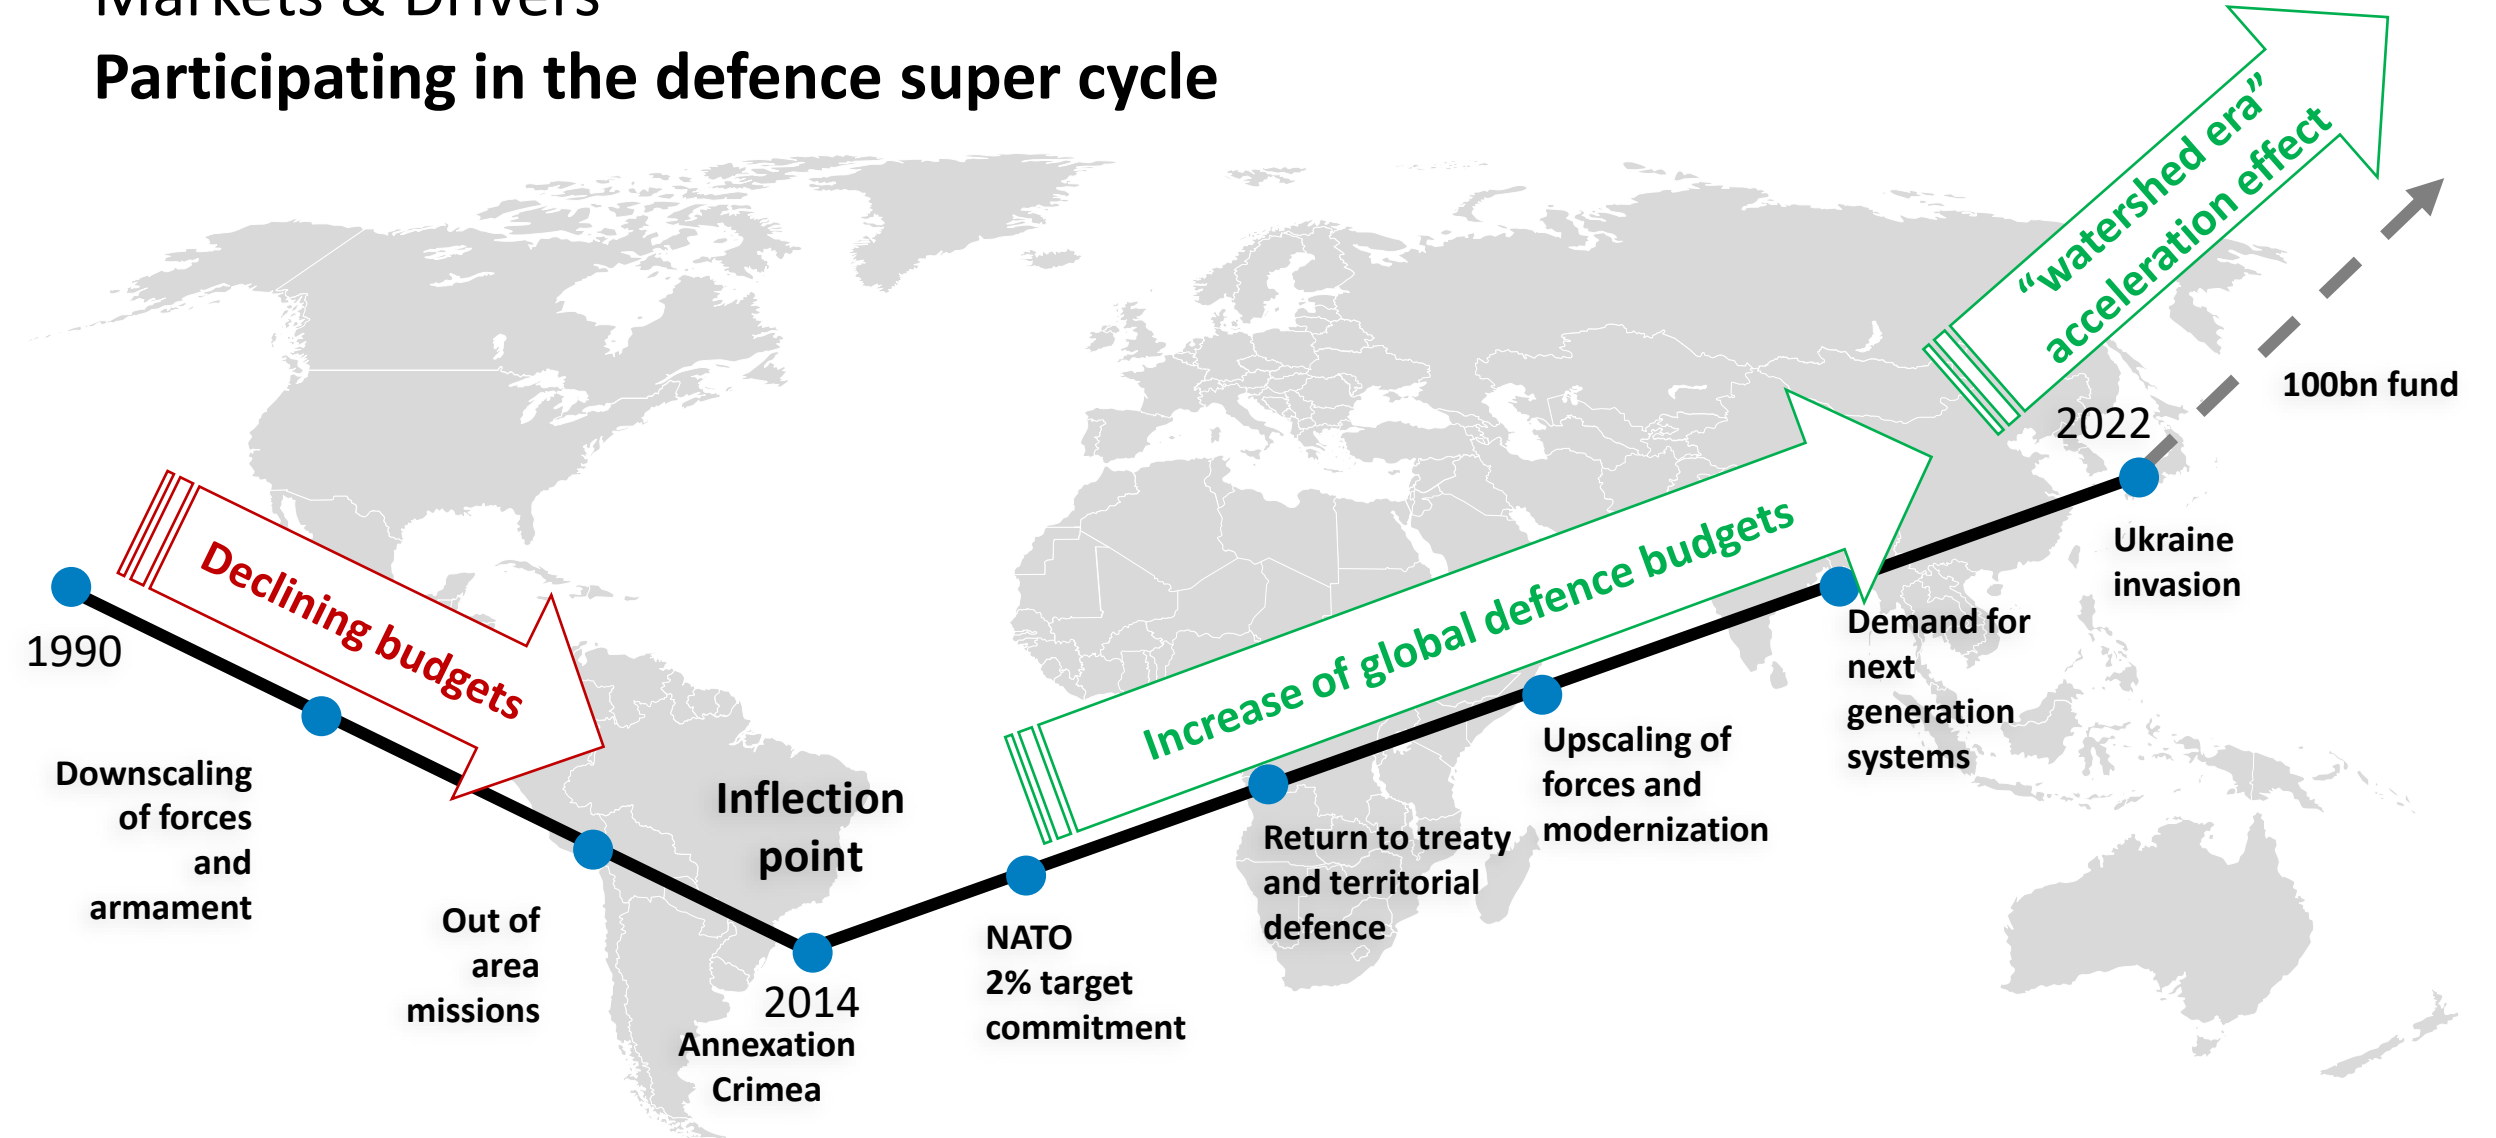 Markets & Drivers
Participating in the defence super cycle
“watershed era”
acceleration effect
100bn fund
2022
Ukraine
invasion
Increase of global defence budgets
Declining budgets
1990
Downscaling
of forces
and
armament
Out of
area
missions
Inflection
point
2014
Annexation
Crimea
NATO
2% target
commitment
Return to treaty
and territorial
defence
Upscaling of
forces and
modernization
Demand for
next
generation
systems